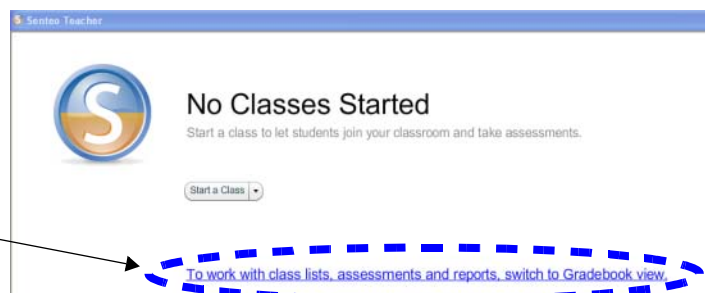 Senteo Teacher
S
No Classes Started
Start a class to let students join your classroom and take assessments.
Start a Class
To work with class lists, assessments and reports, switch to Gradebook view.